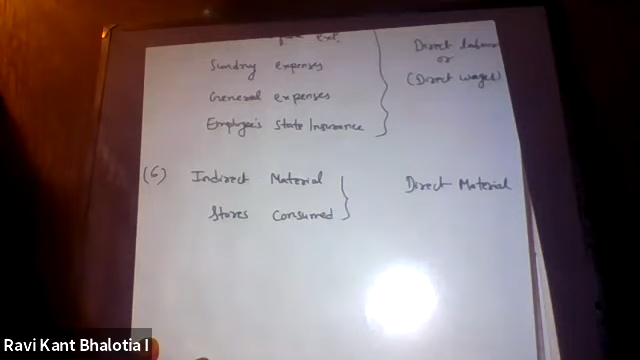 exp.
Sundry expenses
General expenses
Employee's State Insurance
Direct labour
or
(Direct wages)
(6) Indirect Material
Stores Consumed
Direct Material
Ravi Kant Bhalotia I